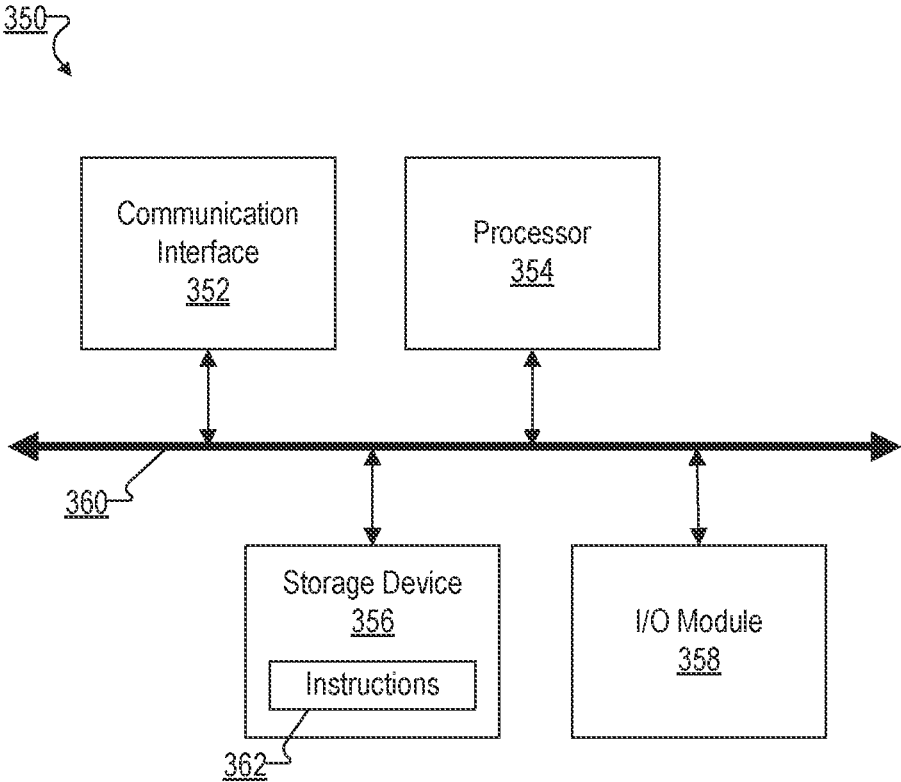 350
Communication
Interface
352
Processor
354
360
Storage Device
356
Instructions
362
I/O Module
358